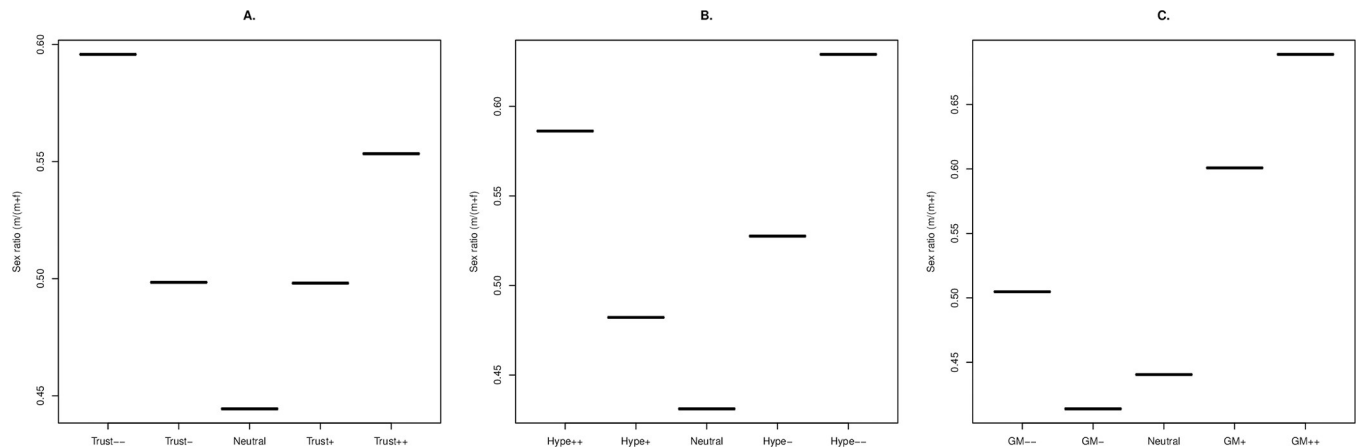 A.
Sex ratio (m/(m+f)
0.60
0.55
0.50
0.45
Trust−− Trust− Neutral Trust+ Trust++
B.
Sex ratio (m/(m+f)
0.60
0.55
0.50
0.45
Hype++ Hype+ Neutral Hype− Hype−−
C.
Sex ratio (m/(m+f)
0.65
0.60
0.55
0.50
0.45
GM−− GM− Neutral GM+ GM++